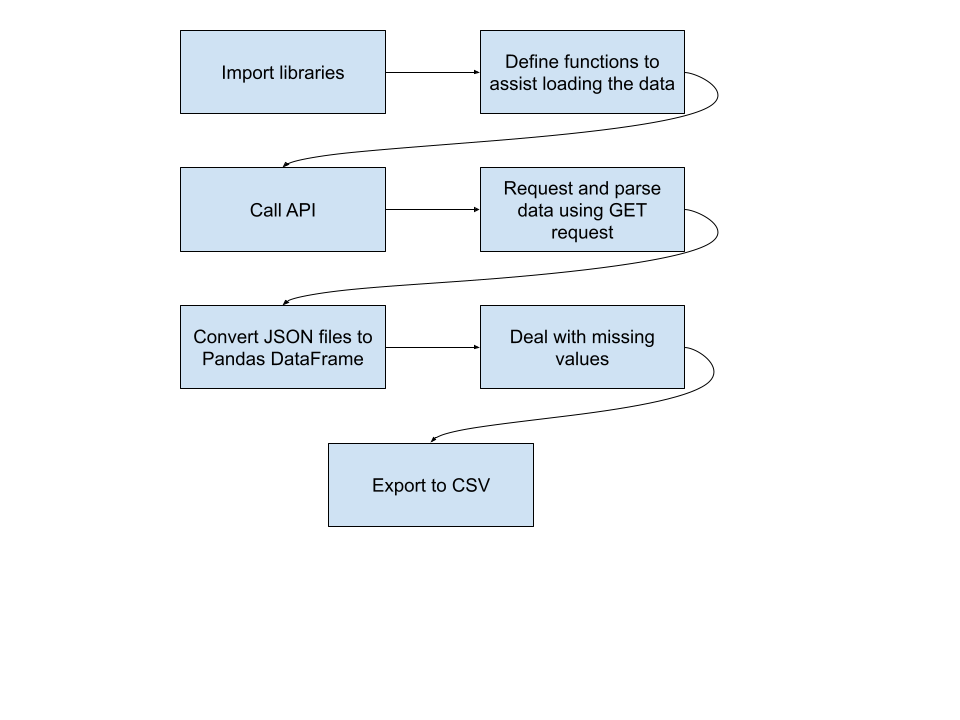 Import libraries
Define functions to
assist loading the data
Call API
Request and parse
data using GET
request
Convert JSON files to
Pandas DataFrame
Deal with missing
values
Export to CSV